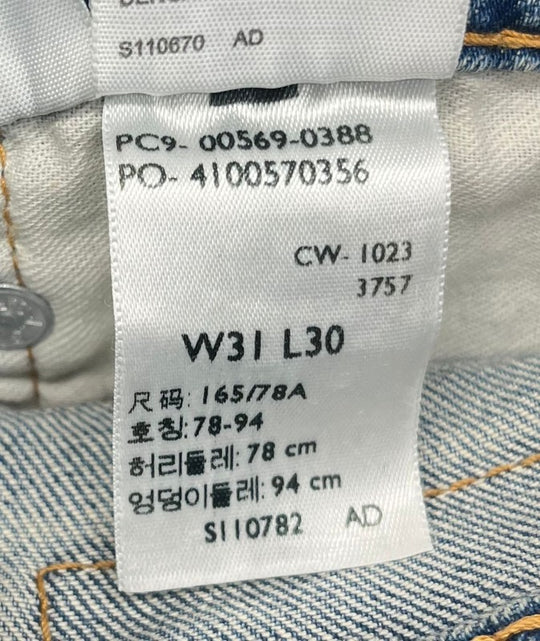 S110670 AD
PC9- 00569-0388
PO- 4100570356
CW- 1023
3757
W31 L30
尺码: 165/78A
호칭: 78-94
허리둘레: 78 cm
엉덩이둘레: 94 cm
S110782 AD